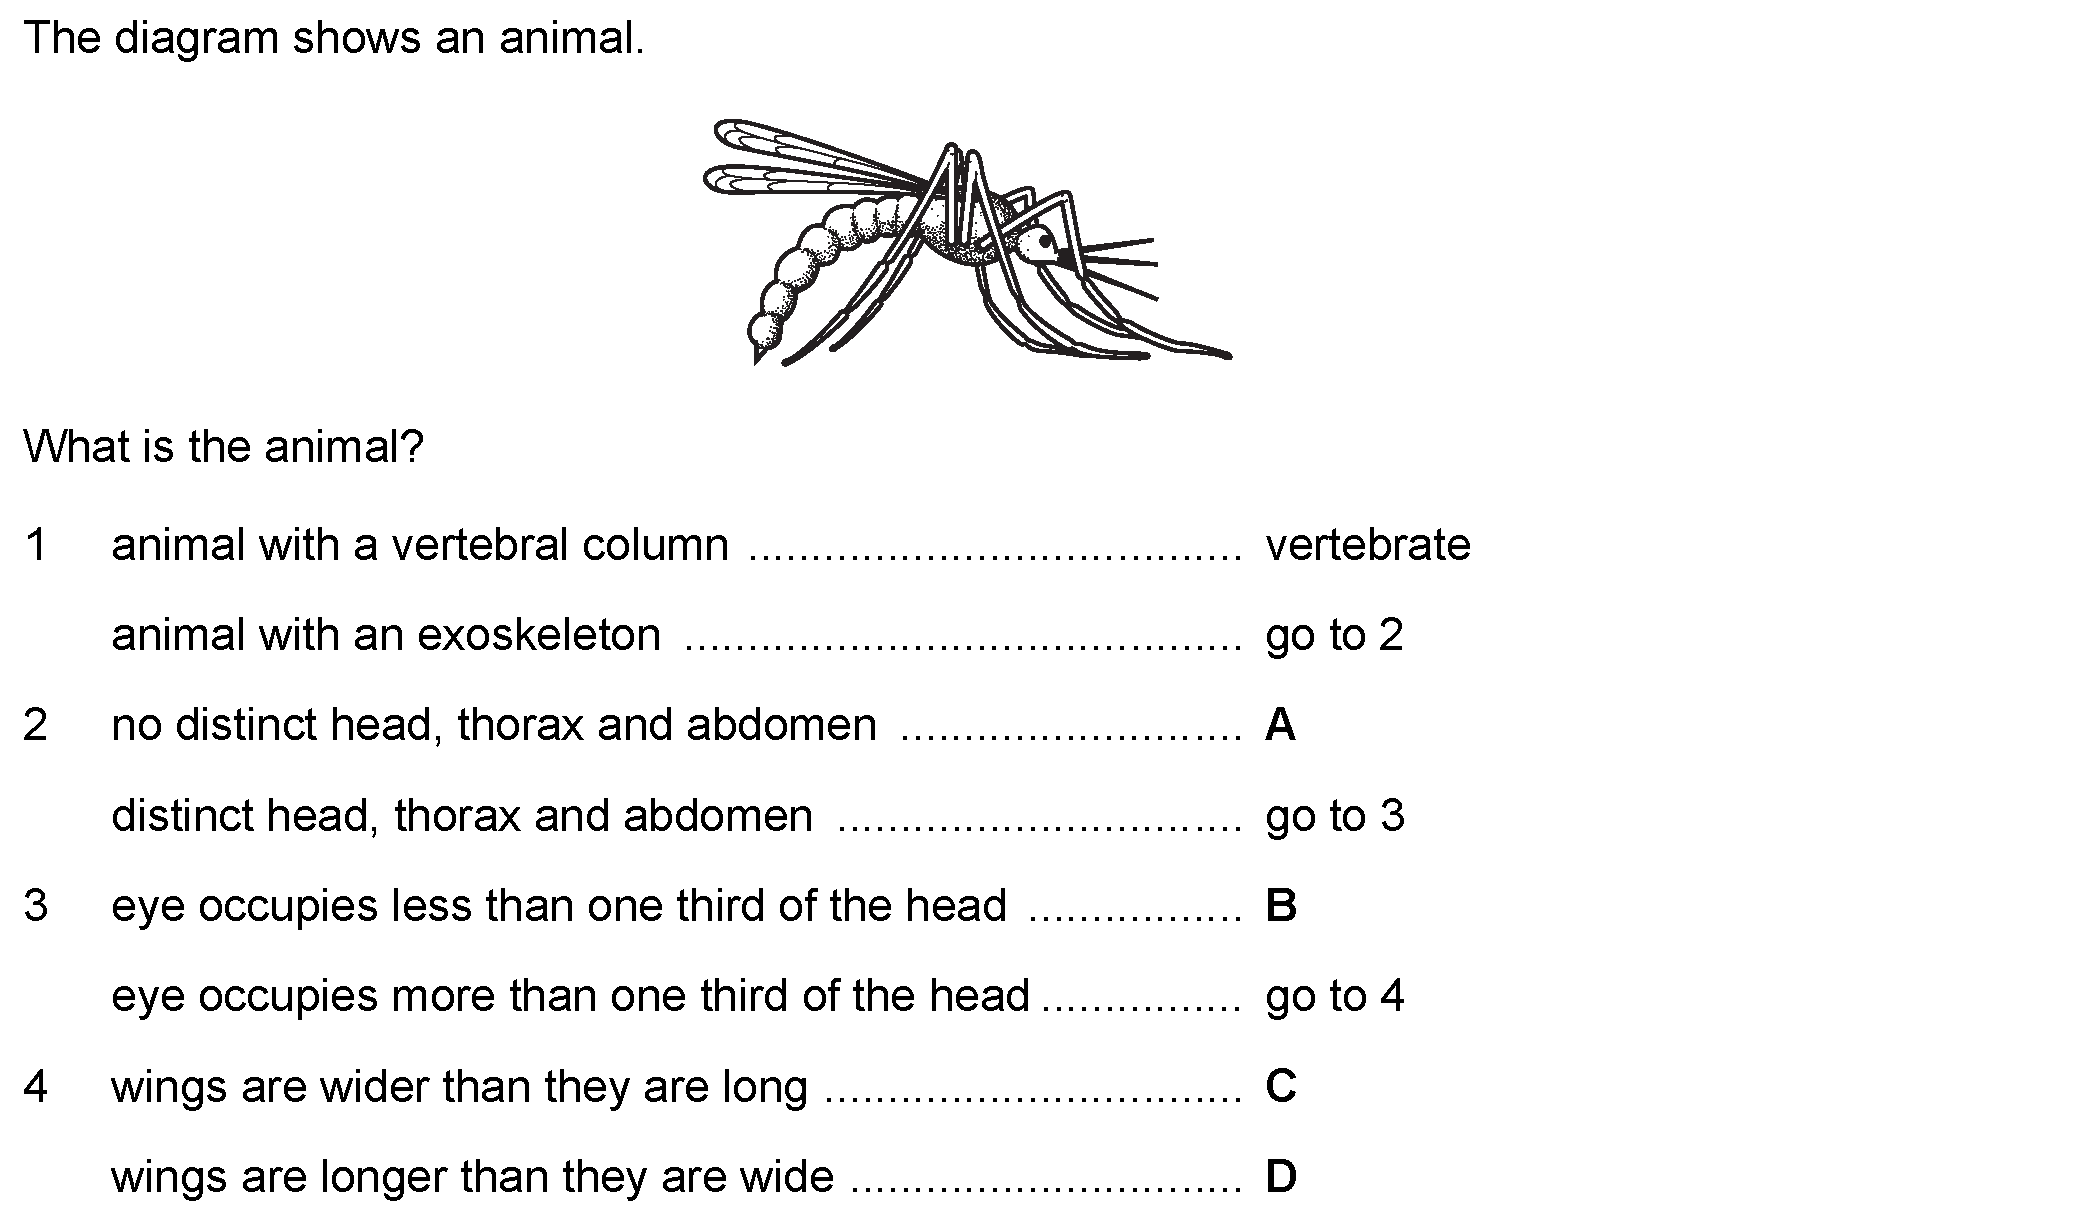 The diagram shows an animal.
What is the animal?
1 animal with a vertebral column ....................................... vertebrate
animal with an exoskeleton ............................................ go to 2
2 no distinct head, thorax and abdomen ........................... A
distinct head, thorax and abdomen ................................ go to 3
3 eye occupies less than one third of the head ................. B
eye occupies more than one third of the head ................ go to 4
4 wings are wider than they are long ................................. C
wings are longer than they are wide ............................... D